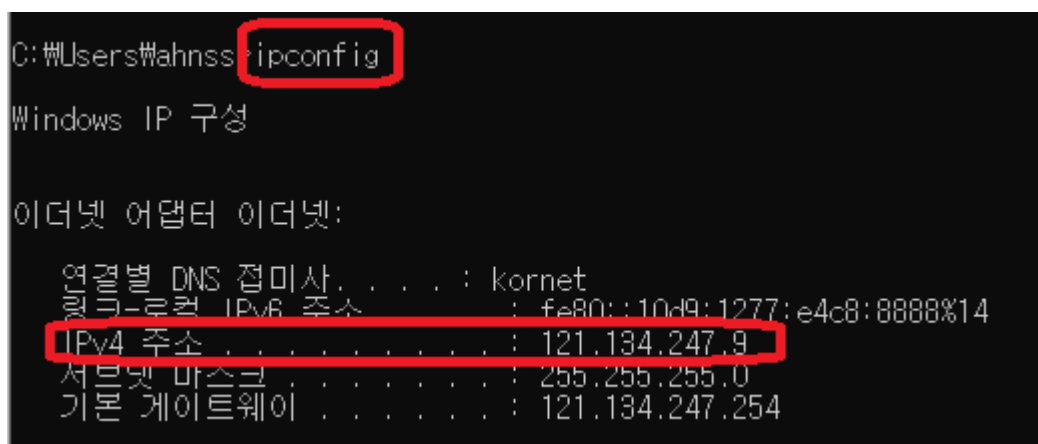 C:₩Users₩ahnss>ipconfig
Windows IP 구성
이더넷 어댑터 이더넷:
연결별 DNS 접미사. . . . : kornet
링크-로컬 IPv6 주소 . . . . : fe80::10d9:1277:e4c8:8888%14
IPv4 주소 . . . . . . . . . : 121.134.247.9
서브넷 마스크 . . . . . . . : 255.255.255.0
기본 게이트웨이 . . . . . . : 121.134.247.254